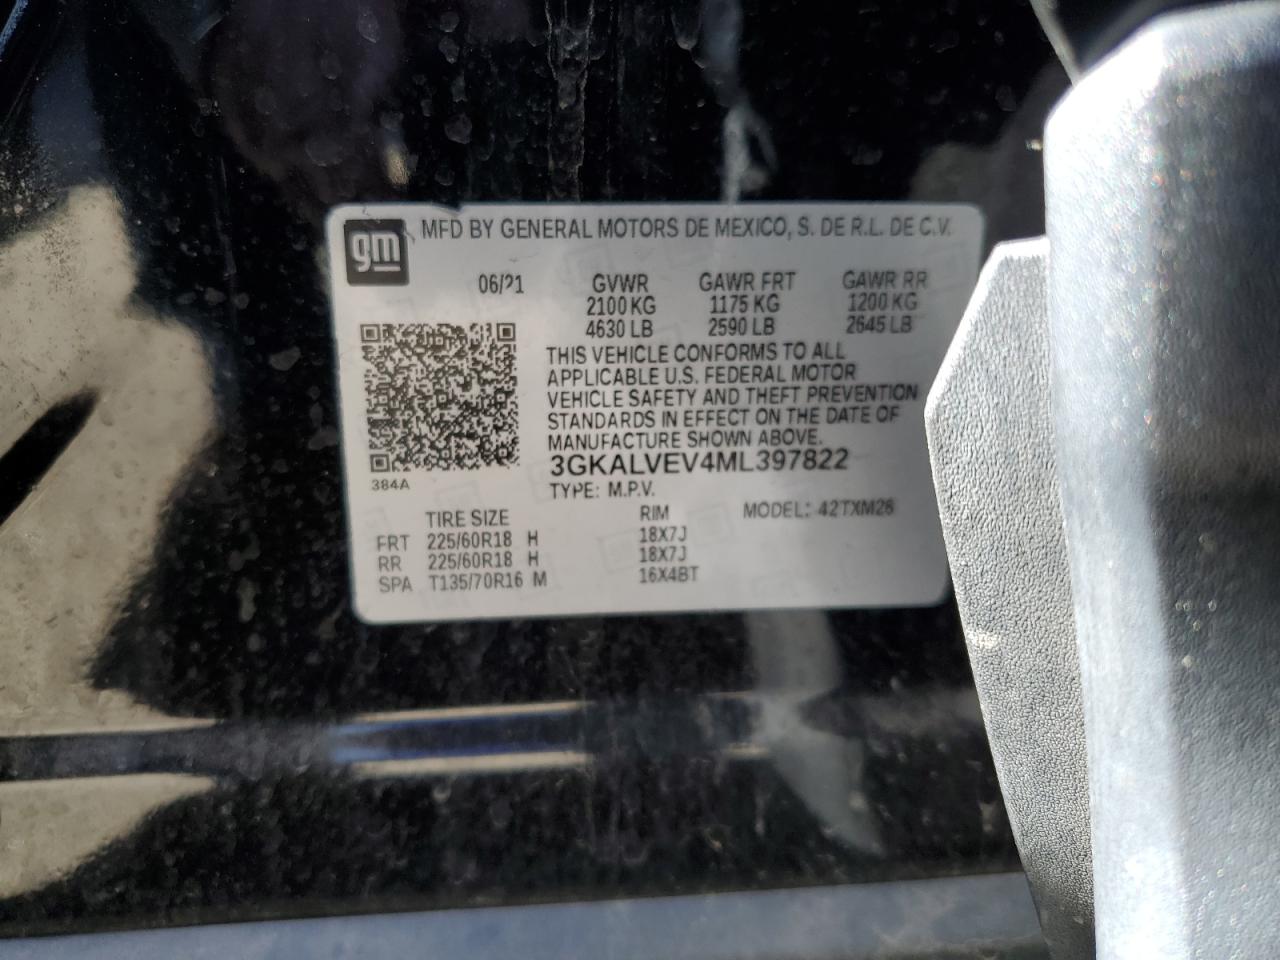 gm MFD BY GENERAL MOTORS DE MEXICO, S. DE R.L. DE C.V.
06/21 GVWR GAWR FRT GAWR RR
2100 KG 1175 KG 1200 KG
4630 LB 2590 LB 2645 LB
THIS VEHICLE CONFORMS TO ALL
APPLICABLE U.S. FEDERAL MOTOR
VEHICLE SAFETY AND THEFT PREVENTION
STANDARDS IN EFFECT ON THE DATE OF
MANUFACTURE SHOWN ABOVE.
3GKALVEV4ML397822
384A
TYPE: M.P.V.
TIRE SIZE RIM MODEL: 42TXM26
FRT 225/60R18 H 18X7J
RR 225/60R18 H 18X7J
SPA T135/70R16 M 16X4BT